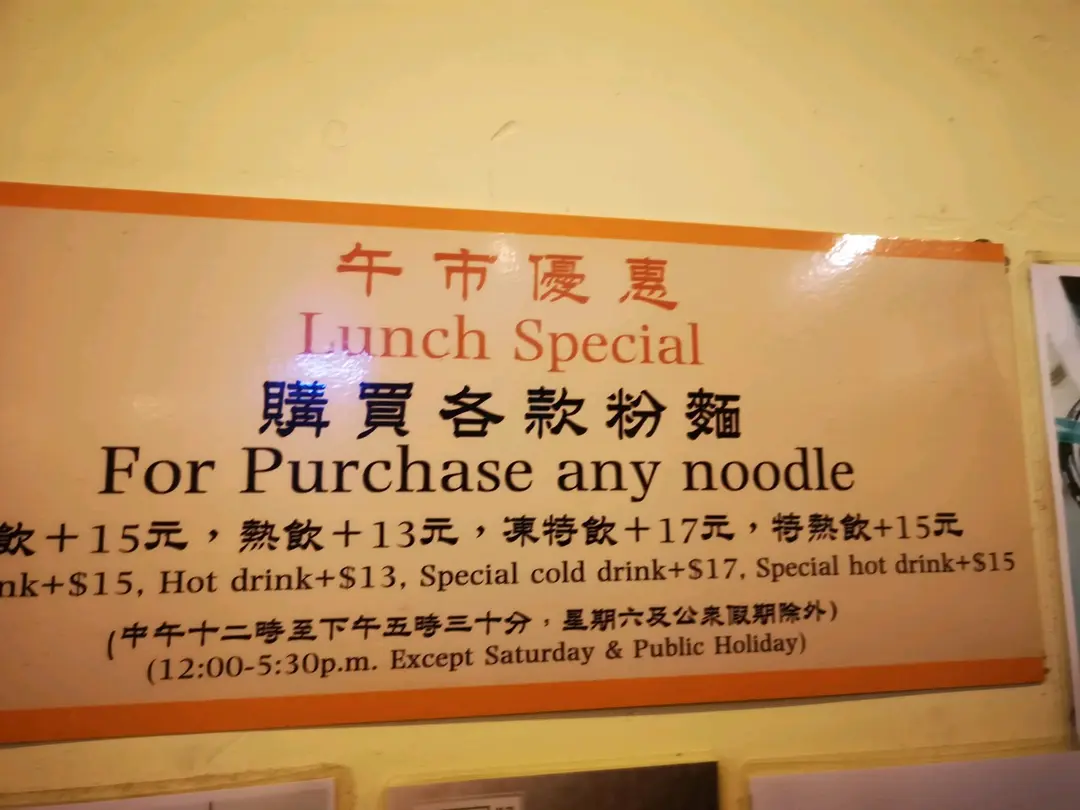 午市優惠
Lunch Special
購買各款粉麵
For Purchase any noodle
飲+15元，熱飲+13元，凍特飲+17元，特熱飲+15元
+$15, Hot drink+$13, Special cold drink+$17, Special hot drink+$15
(中午十二時至下午五時三十分，星期六及公眾假期除外)
(12:00-5:30p.m. Except Saturday & Public Holiday)